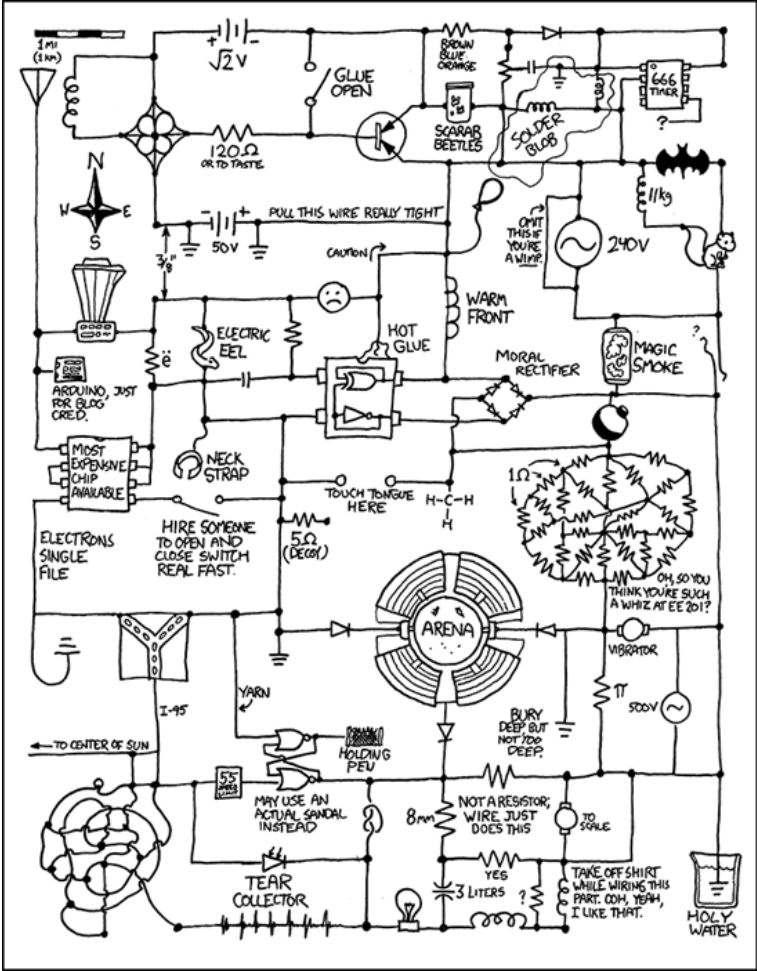 1 MI
(1 km)
+ -
√2 V
GLUE
OPEN
BROWN
BLUE
ORANGE
666
TIMER
?
SCARAB
BEETLES
SOLDER
BLOB
120Ω
OR TO TASTE
N
W E
S
- +
50V
PULL THIS WIRE REALLY TIGHT
11kg
OMIT
THIS IF
YOU'RE
A WIMP.
240V
CAUTION
3/8"
WARM
FRONT
ELECTRIC
EEL
HOT
GLUE
ë
MORAL
RECTIFIER
MAGIC
SMOKE
?
ARDUINO, JUST
FOR BLOG
CRED.
MOST
EXPENSIVE
CHIP
AVAILABLE
NECK
STRAP
TOUCH TONGUE
HERE
H-C-H
H
1Ω
ELECTRONS
SINGLE
FILE
HIRE SOMEONE
TO OPEN AND
CLOSE SWITCH
REAL FAST.
5Ω
(DECOY)
OH, SO YOU
THINK YOU'RE SUCH
A WHIZ AT EE 201?
ARENA
VIBRATOR
I-95
YARN
BURY
DEEP, BUT
NOT TOO
DEEP.
π
500V
TO CENTER OF SUN
HOLDING
PEN
55
SPEED
LIMIT
MAY USE AN
ACTUAL SANDAL
INSTEAD
8mm
NOT A RESISTOR;
WIRE JUST
DOES THIS
TO
SCALE
YES
TEAR
COLLECTOR
3 LITERS
?
TAKE OFF SHIRT
WHILE WIRING THIS
PART. OOH, YEAH,
I LIKE THAT.
HOLY
WATER